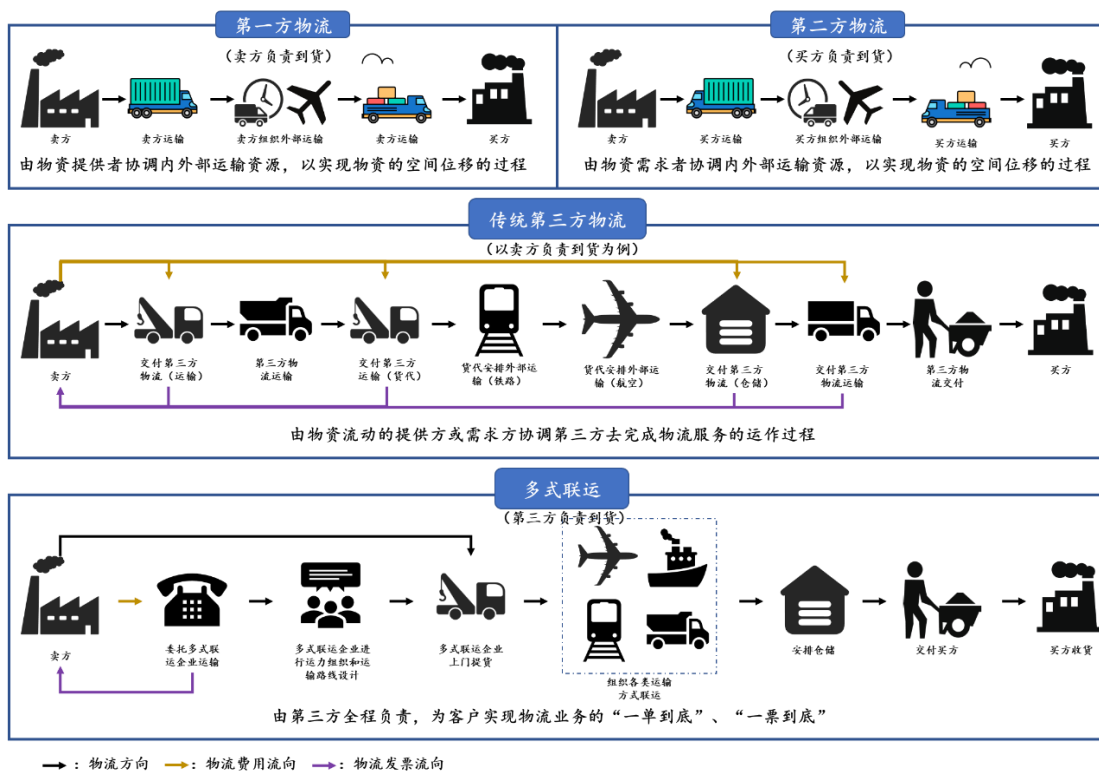 第一方物流
(卖方负责到货)
卖方
卖方运输
卖方组织外部运输
卖方运输
买方
由物资提供者协调内外部运输资源，以实现物资的空间位移的过程
第二方物流
(买方负责到货)
卖方
买方运输
买方组织外部运输
买方运输
买方
由物资需求者协调内外部运输资源，以实现物资的空间位移的过程
传统第三方物流
(以卖方负责到货为例)
卖方
交付第三方
物流（运输）
第三方物
流运输
交付第三方
运输（货代）
货代安排外部运
输（铁路）
货代安排外部运
输（航空）
交付第三方
物流（仓储）
交付第三方
物流运输
第三方物
流交付
买方
由物资流动的提供方或需求方协调第三方去完成物流服务的运作过程
多式联运
(第三方负责到货)
卖方
委托多式联
运企业运输
多式联运企业进
行运力组织和运
输路线设计
多式联运企业
上门提货
组织各类运输
方式联运
安排仓储
交付买方
买方收货
由第三方全程负责，为客户实现物流业务的“一单到底”、“一票到底”
：物流方向
：物流费用流向
：物流发票流向